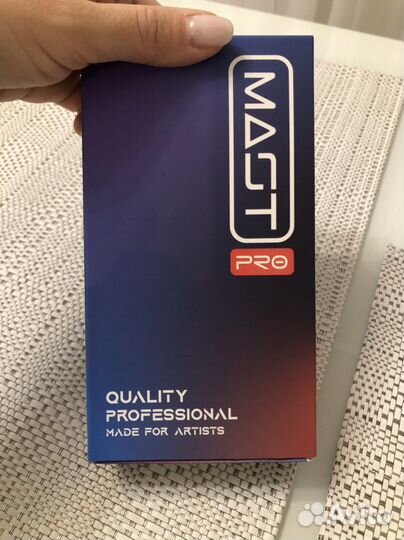 MAST
PRO
QUALITY
PROFESSIONAL
MADE FOR ARTISTS
Avito